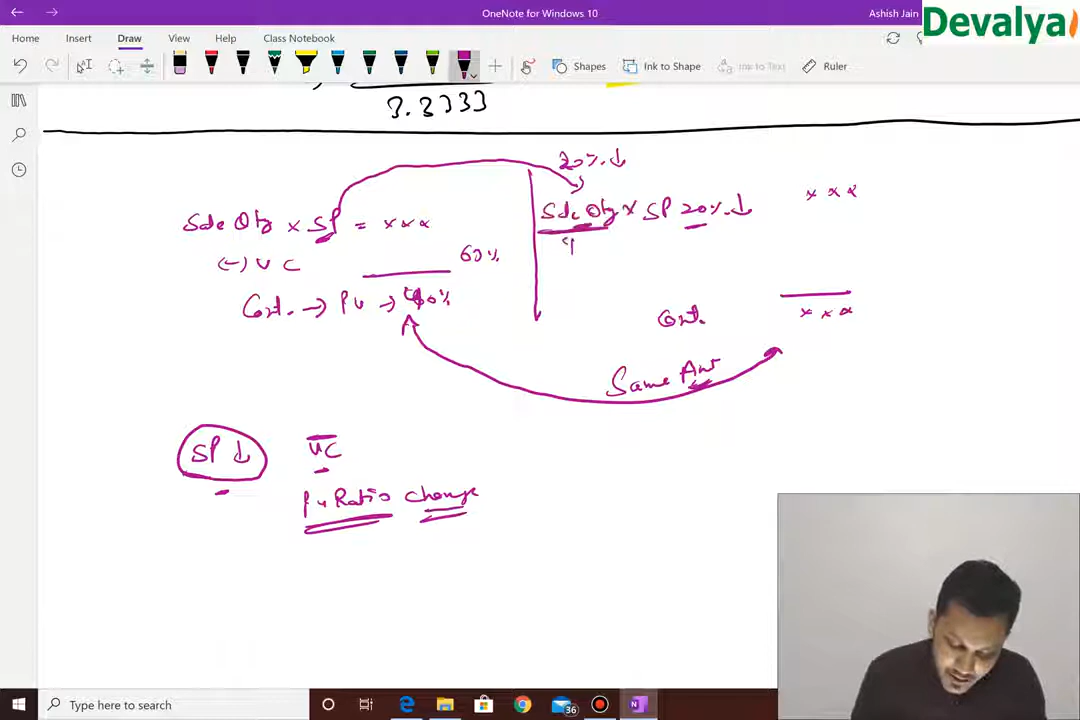 OneNote for Windows 10
Ashish Jain
Devalya
Home Insert Draw View Help Class Notebook
Shapes Ink to Shape Ink to Text Ruler
3.3333
20% ↓
Sale Qty × SP = xxx
Sale Qty × SP 20% ↓ xxx
(-) VC 60%
Cont. → PV → 40%
Cont. xxx
Same Amt
SP ↓ VC
PV Ratio change
Type here to search
36